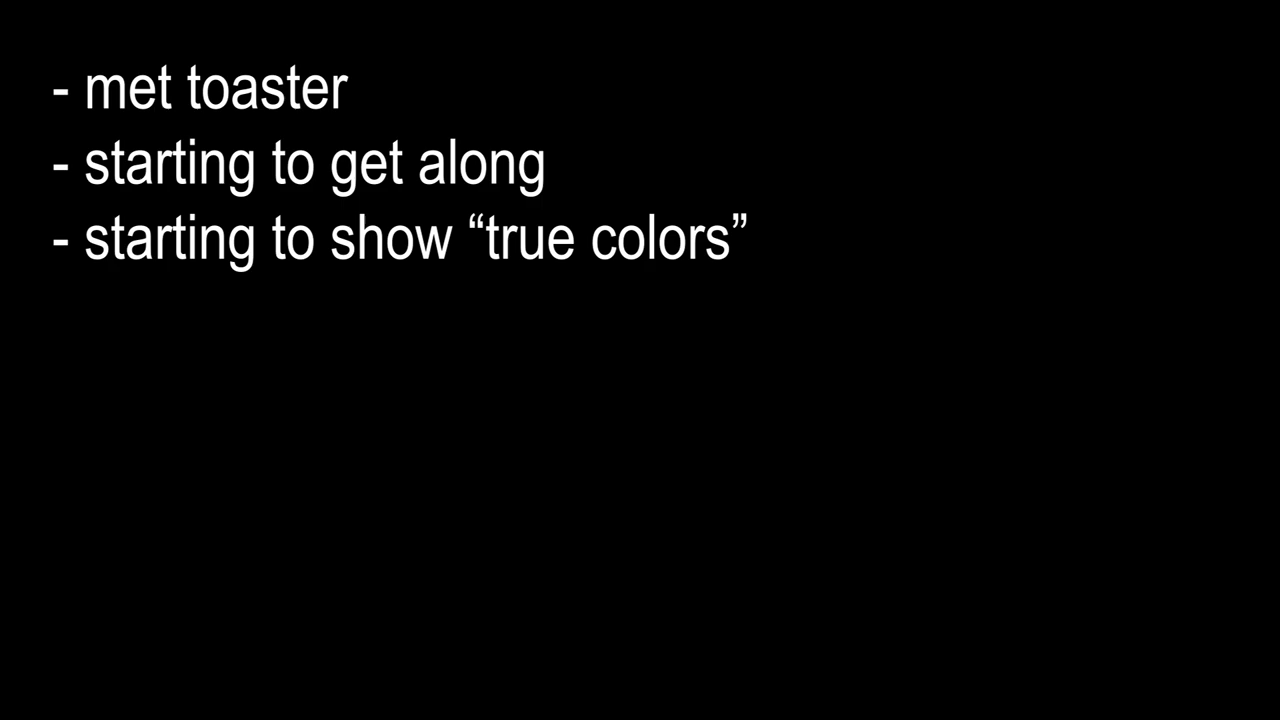 - met toaster
- starting to get along
- starting to show “true colors”